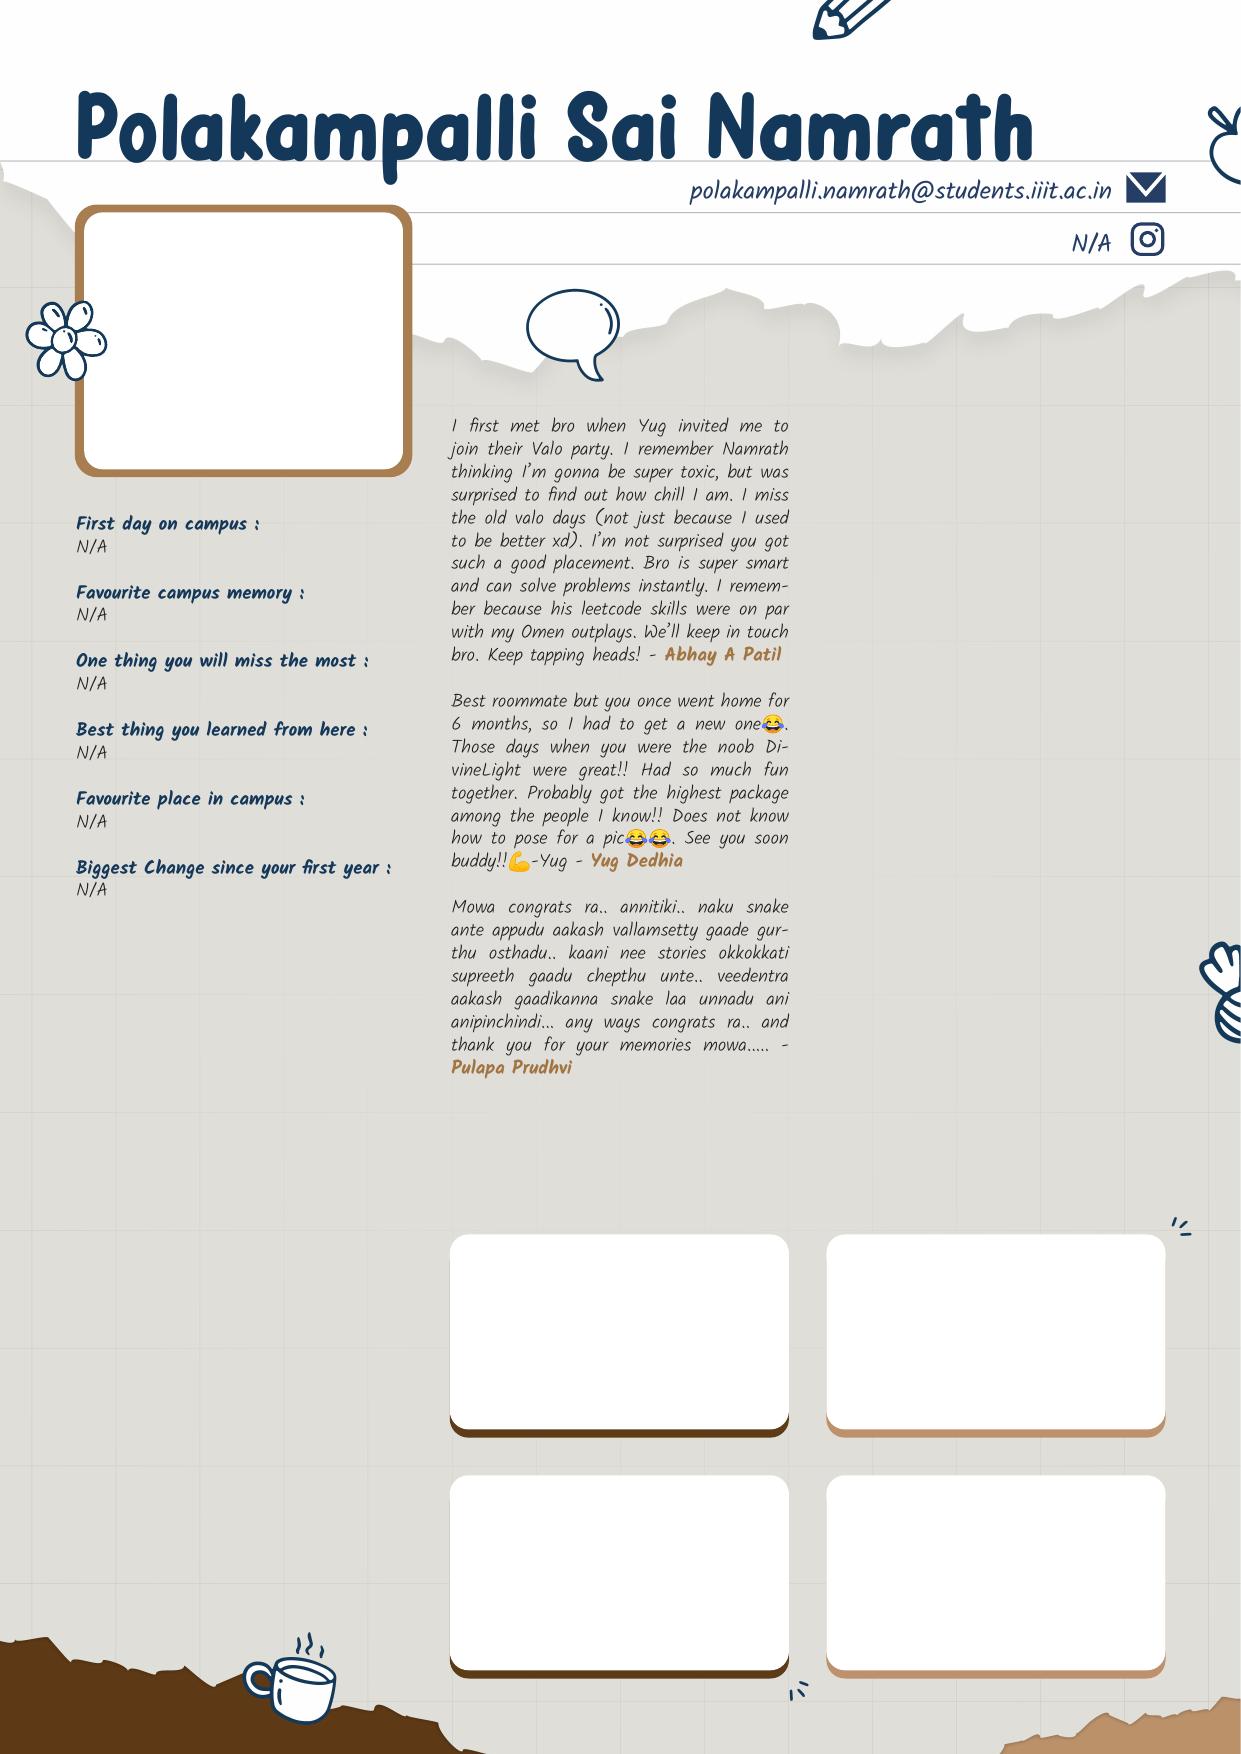 Polakampalli Sai Namrath
polakampalli.namrath@students.iiit.ac.in
N/A
First day on campus :
N/A
Favourite campus memory :
N/A
One thing you will miss the most :
N/A
Best thing you learned from here :
N/A
Favourite place in campus :
N/A
Biggest Change since your first year :
N/A
I first met bro when Yug invited me to
join their Valo party. I remember Namrath
thinking I’m gonna be super toxic, but was
surprised to find out how chill I am. I miss
the old valo days (not just because I used
to be better xd). I’m not surprised you got
such a good placement. Bro is super smart
and can solve problems instantly. I remem-
ber because his leetcode skills were on par
with my Omen outplays. We’ll keep in touch
bro. Keep tapping heads! - Abhay A Patil
Best roommate but you once went home for
6 months, so I had to get a new one😂.
Those days when you were the noob Di-
vineLight were great!! Had so much fun
together. Probably got the highest package
among the people I know!! Does not know
how to pose for a pic😂😂. See you soon
buddy!!💪-Yug - Yug Dedhia
Mowa congrats ra.. annitiki.. naku snake
ante appudu aakash vallamsetty gaade gur-
thu osthadu.. kaani nee stories okkokkati
supreeth gaadu chepthu unte.. veedentra
aakash gaadikanna snake laa unnadu ani
anipinchindi... any ways congrats ra.. and
thank you for your memories mowa..... -
Pulapa Prudhvi